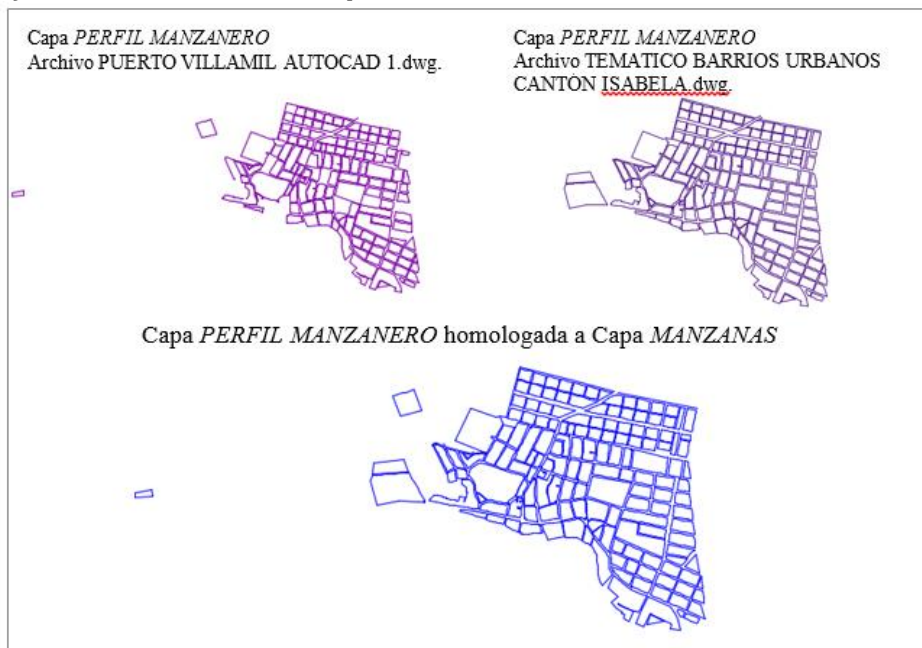 Capa PERFIL MANZANERO
Archivo PUERTO VILLAMIL AUTOCAD 1.dwg.
Capa PERFIL MANZANERO
Archivo TEMATICO BARRIOS URBANOS
CANTÓN ISABELA.dwg.
Capa PERFIL MANZANERO homologada a Capa MANZANAS